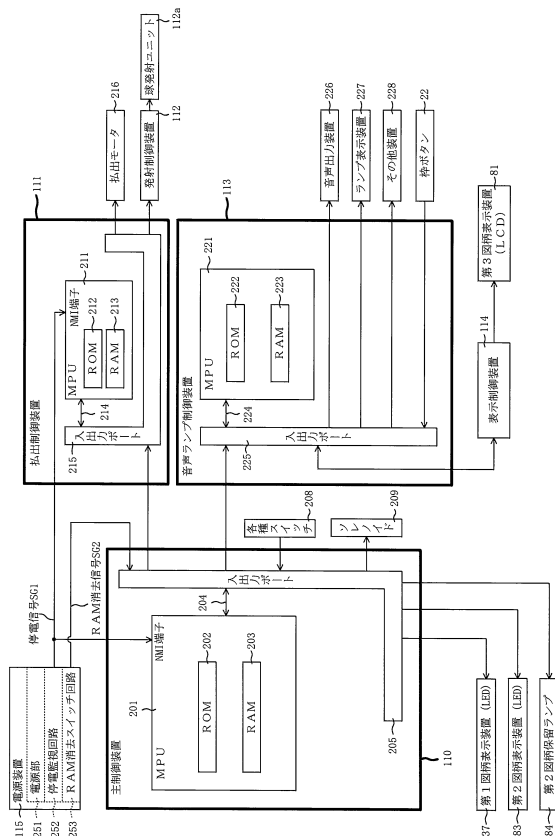 115
電源装置
251
電源部
252
停電監視回路
253
RAM消去スイッチ回路
停電信号SG1
RAM消去信号SG2
主制御装置
201
MPU
NMI端子
ROM
202
RAM
203
204
入出力ポート
205
110
各種スイッチ
208
ソレノイド
209
37
第1図柄表示装置 (LED)
83
第2図柄表示装置 (LED)
84
第2図柄保留ランプ
111
払出制御装置
MPU
211
NMI端子
ROM
212
RAM
213
214
215
入出力ポート
払出モータ
216
発射制御装置
112
球発射ユニット
112a
113
音声ランプ制御装置
MPU
221
ROM
222
RAM
223
224
225
入出力ポート
音声出力装置
226
ランプ表示装置
227
その他装置
228
枠ボタン
22
表示制御装置
114
第3図柄表示装置
(LCD)
81